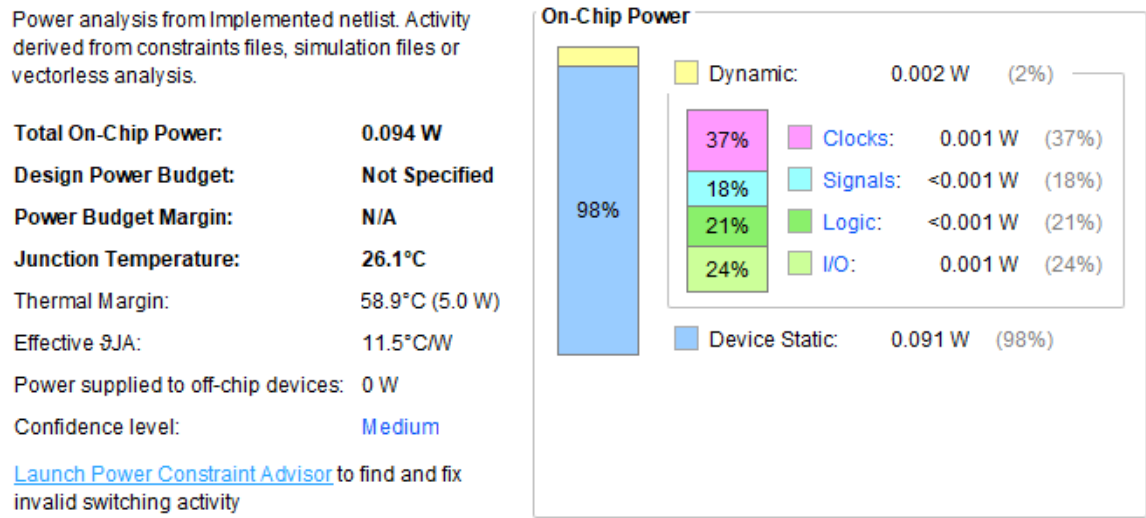 Power analysis from Implemented netlist. Activity
derived from constraints files, simulation files or
vectorless analysis.
Total On-Chip Power: 0.094 W
Design Power Budget: Not Specified
Power Budget Margin: N/A
Junction Temperature: 26.1°C
Thermal Margin: 58.9°C (5.0 W)
Effective ϑJA: 11.5°C/W
Power supplied to off-chip devices: 0 W
Confidence level: Medium
Launch Power Constraint Advisor to find and fix
invalid switching activity
On-Chip Power
98%
Dynamic: 0.002 W (2%)
37% Clocks: 0.001 W (37%)
18% Signals: <0.001 W (18%)
21% Logic: <0.001 W (21%)
24% I/O: 0.001 W (24%)
Device Static: 0.091 W (98%)